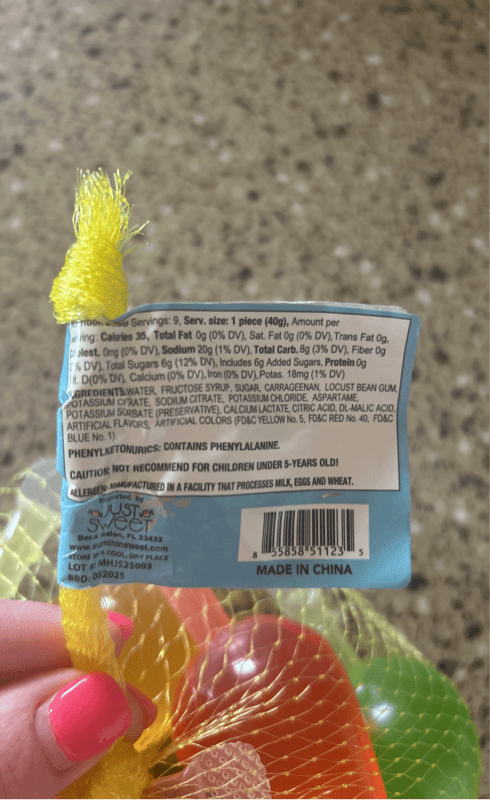 Servings: 9, Serv. size: 1 piece (40g), Amount per
Calories 35, Total Fat 0g (0% DV), Sat. Fat 0g (0% DV), Trans Fat 0g,
0mg (0% DV), Sodium 20g (1% DV), Total Carb. 8g (3% DV), Fiber 0g
DV), Total Sugars 6g (12% DV), Includes 6g Added Sugars, Protein 0g
D(0% DV), Calcium (0% DV), Iron (0% DV), Potas. 18mg (1% DV)
INGREDIENTS:WATER, FRUCTOSE SYRUP, SUGAR, CARRAGEENAN, LOCUST BEAN GUM,
POTASSIUM CITRATE, SODIUM CITRATE, POTASSIUM CHLORIDE, ASPARTAME,
POTASSIUM SORBATE (PRESERVATIVE), CALCIUM LACTATE, CITRIC ACID, DL-MALIC ACID,
ARTIFICIAL FLAVORS, ARTIFICIAL COLORS (FD&C YELLOW No. 5, FD&C RED No. 40, FD&C
BLUE No. 1).
PHENYLKETONURICS: CONTAINS PHENYLALANINE.
CAUTION: NOT RECOMMEND FOR CHILDREN UNDER 5-YEARS OLD!
ALLERGEN: MANUFACTURED IN A FACILITY THAT PROCESSES MILK, EGGS AND WHEAT.
Imported by
JUST
SWEET
Boca Raton, FL 33432
STORE IN A COOL, DRY PLACE
LOT #: MHJS23003
BBD: 082025
8 55858 51123 5
MADE IN CHINA